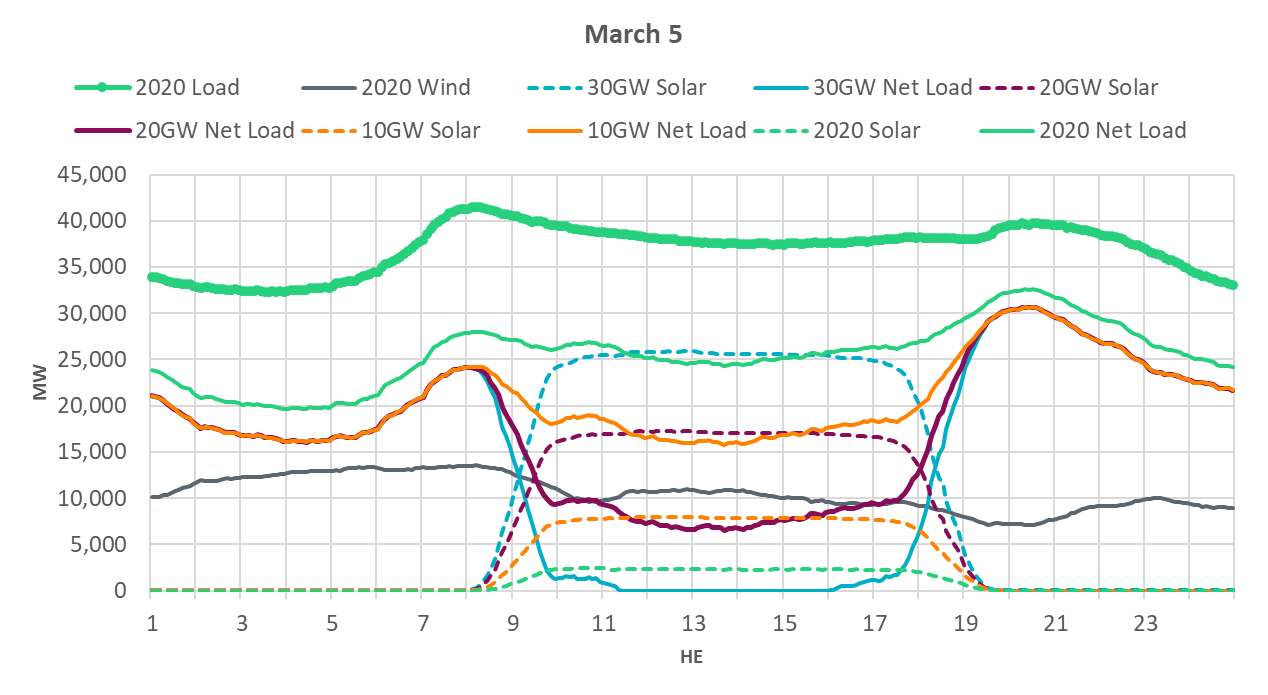 March 5
2020 Load 2020 Wind 30GW Solar 30GW Net Load 20GW Solar
20GW Net Load 10GW Solar 10GW Net Load 2020 Solar 2020 Net Load
45,000
40,000
35,000
30,000
25,000
20,000
15,000
10,000
5,000
0
MW
1 3 5 7 9 11 13 15 17 19 21 23
HE